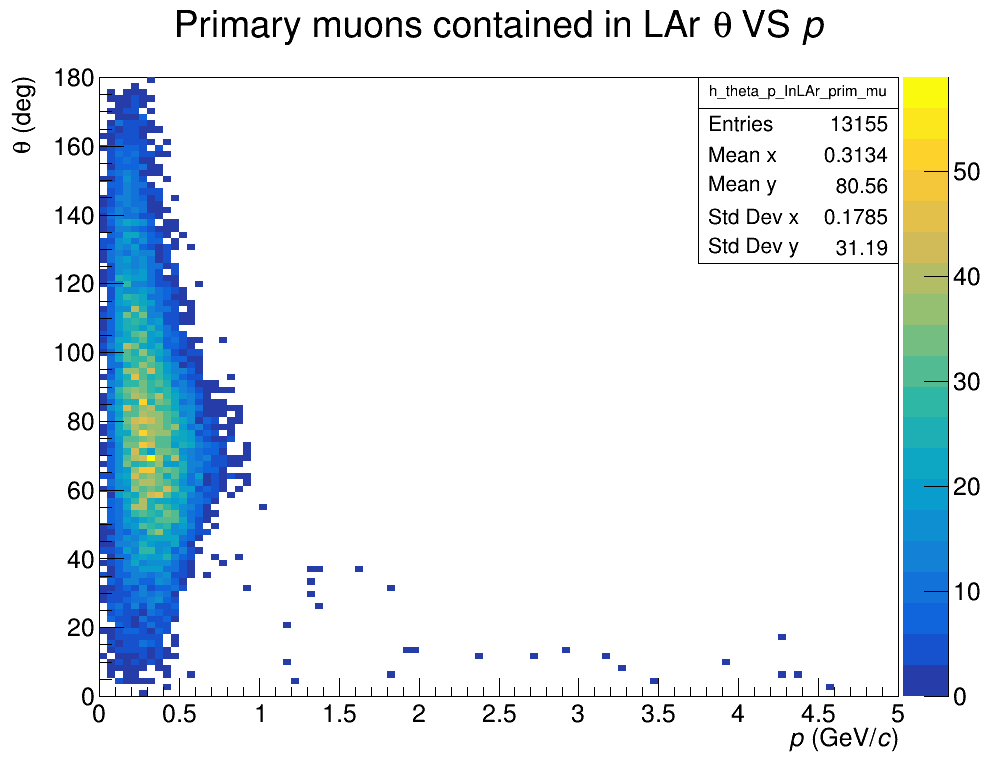 Primary muons contained in LAr θ VS p
θ (deg)
180
160
140
120
100
80
60
40
20
0
h_theta_p_InLAr_prim_mu
Entries 13155
Mean x 0.3134
Mean y 80.56
Std Dev x 0.1785
Std Dev y 31.19
50
40
30
20
10
0
0 0.5 1 1.5 2 2.5 3 3.5 4 4.5 5
p (GeV/c)